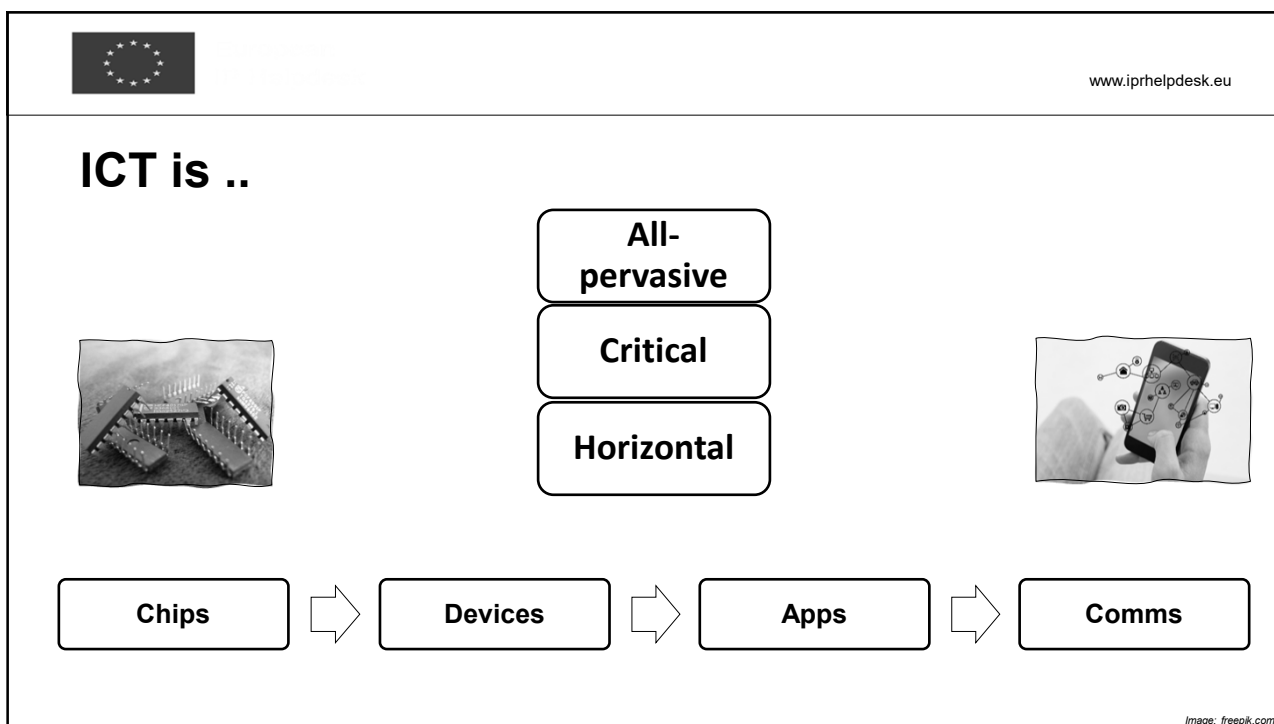 www.iprhelpdesk.eu
ICT is ..
All-
pervasive
Critical
Horizontal
Chips
Devices
Apps
Comms
Image: freepik.com